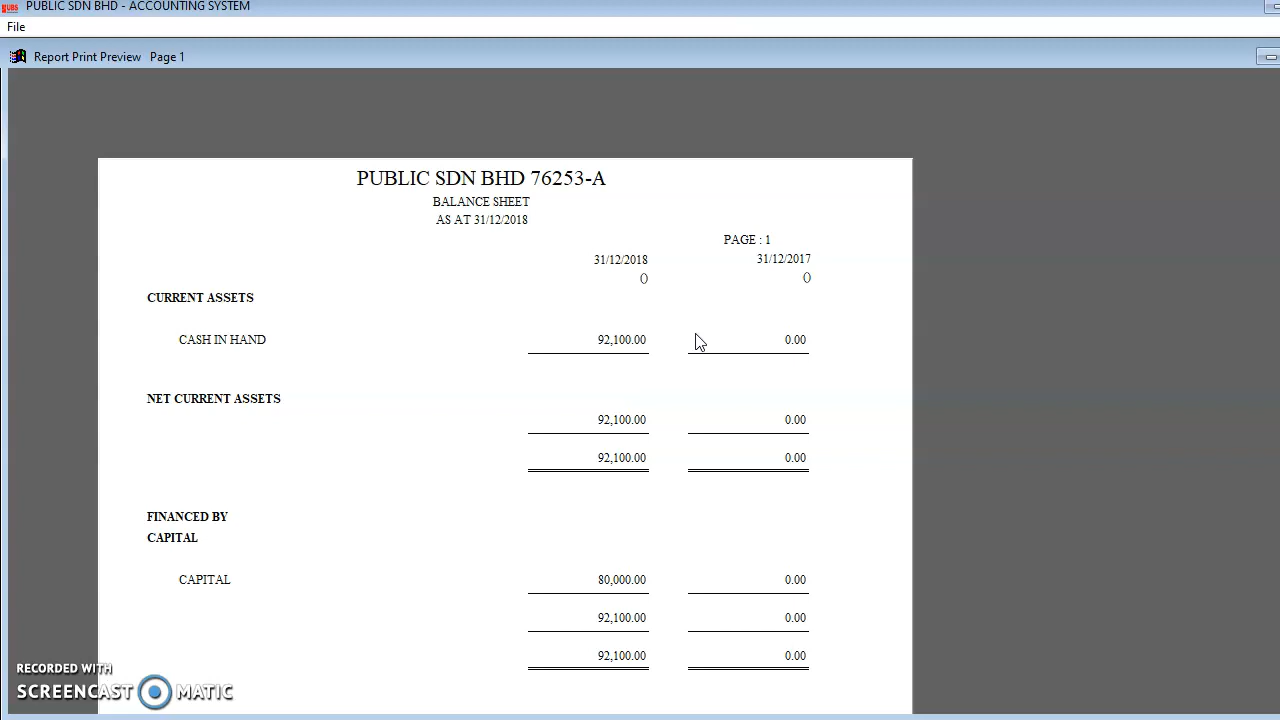 UBS PUBLIC SDN BHD - ACCOUNTING SYSTEM
File
Report Print Preview Page 1
PUBLIC SDN BHD 76253-A
BALANCE SHEET
AS AT 31/12/2018
PAGE : 1
31/12/2018 31/12/2017
() ()
CURRENT ASSETS
CASH IN HAND 92,100.00 0.00
NET CURRENT ASSETS
92,100.00 0.00
92,100.00 0.00
FINANCED BY
CAPITAL
CAPITAL 80,000.00 0.00
92,100.00 0.00
92,100.00 0.00
RECORDED WITH
SCREENCAST MATIC